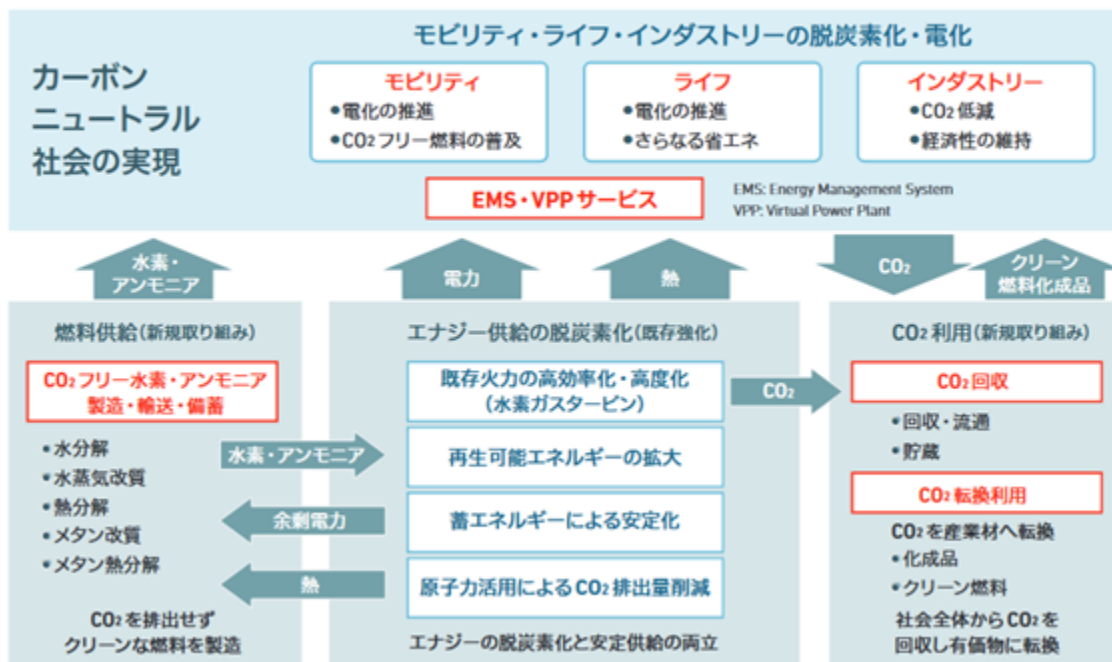 モビリティ・ライフ・インダストリーの脱炭素化・電化
カーボン
ニュートラル
社会の実現
モビリティ
•電化の推進
•CO2フリー燃料の普及
ライフ
•電化の推進
•さらなる省エネ
インダストリー
•CO2低減
•経済性の維持
EMS・VPPサービス
EMS: Energy Management System
VPP: Virtual Power Plant
水素・
アンモニア
電力
熱
CO2
クリーン
燃料化成品
燃料供給(新規取り組み)
CO2フリー水素・アンモニア
製造・輸送・備蓄
•水分解
•水蒸気改質
•熱分解
•メタン改質
•メタン熱分解
CO2を排出せず
クリーンな燃料を製造
水素・アンモニア
余剰電力
熱
エナジー供給の脱炭素化(既存強化)
既存火力の高効率化・高度化
(水素ガスタービン)
再生可能エネルギーの拡大
蓄エネルギーによる安定化
原子力活用によるCO2排出量削減
エナジーの脱炭素化と安定供給の両立
CO2
CO2利用(新規取り組み)
CO2回収
•回収・流通
•貯蔵
CO2転換利用
CO2を産業材へ転換
•化成品
•クリーン燃料
社会全体からCO2を
回収し有価物に転換